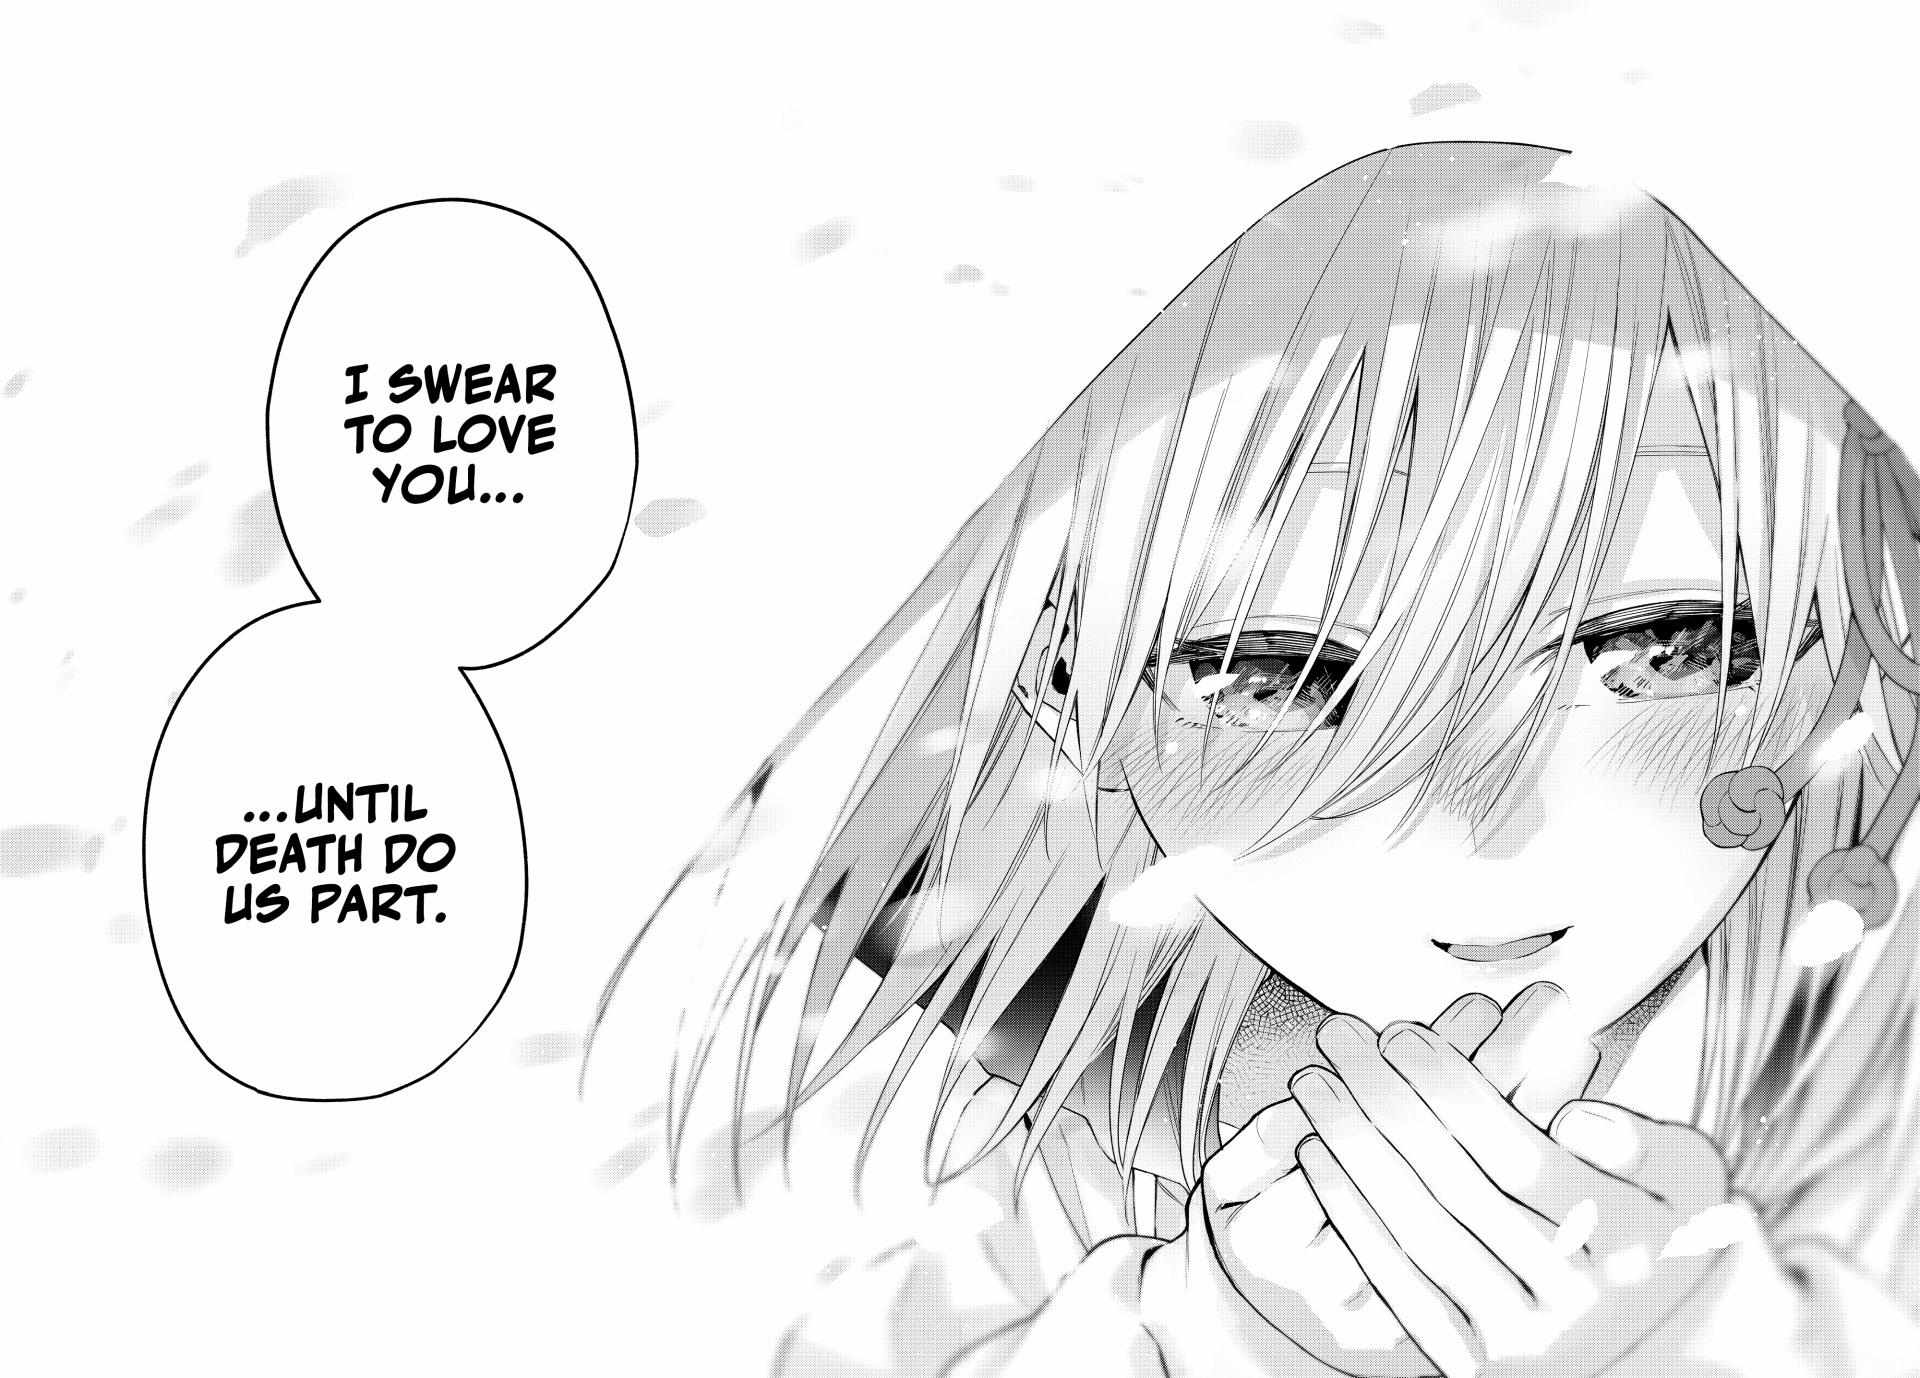 I SWEAR
TO LOVE
YOU...
...UNTIL
DEATH DO
US PART.